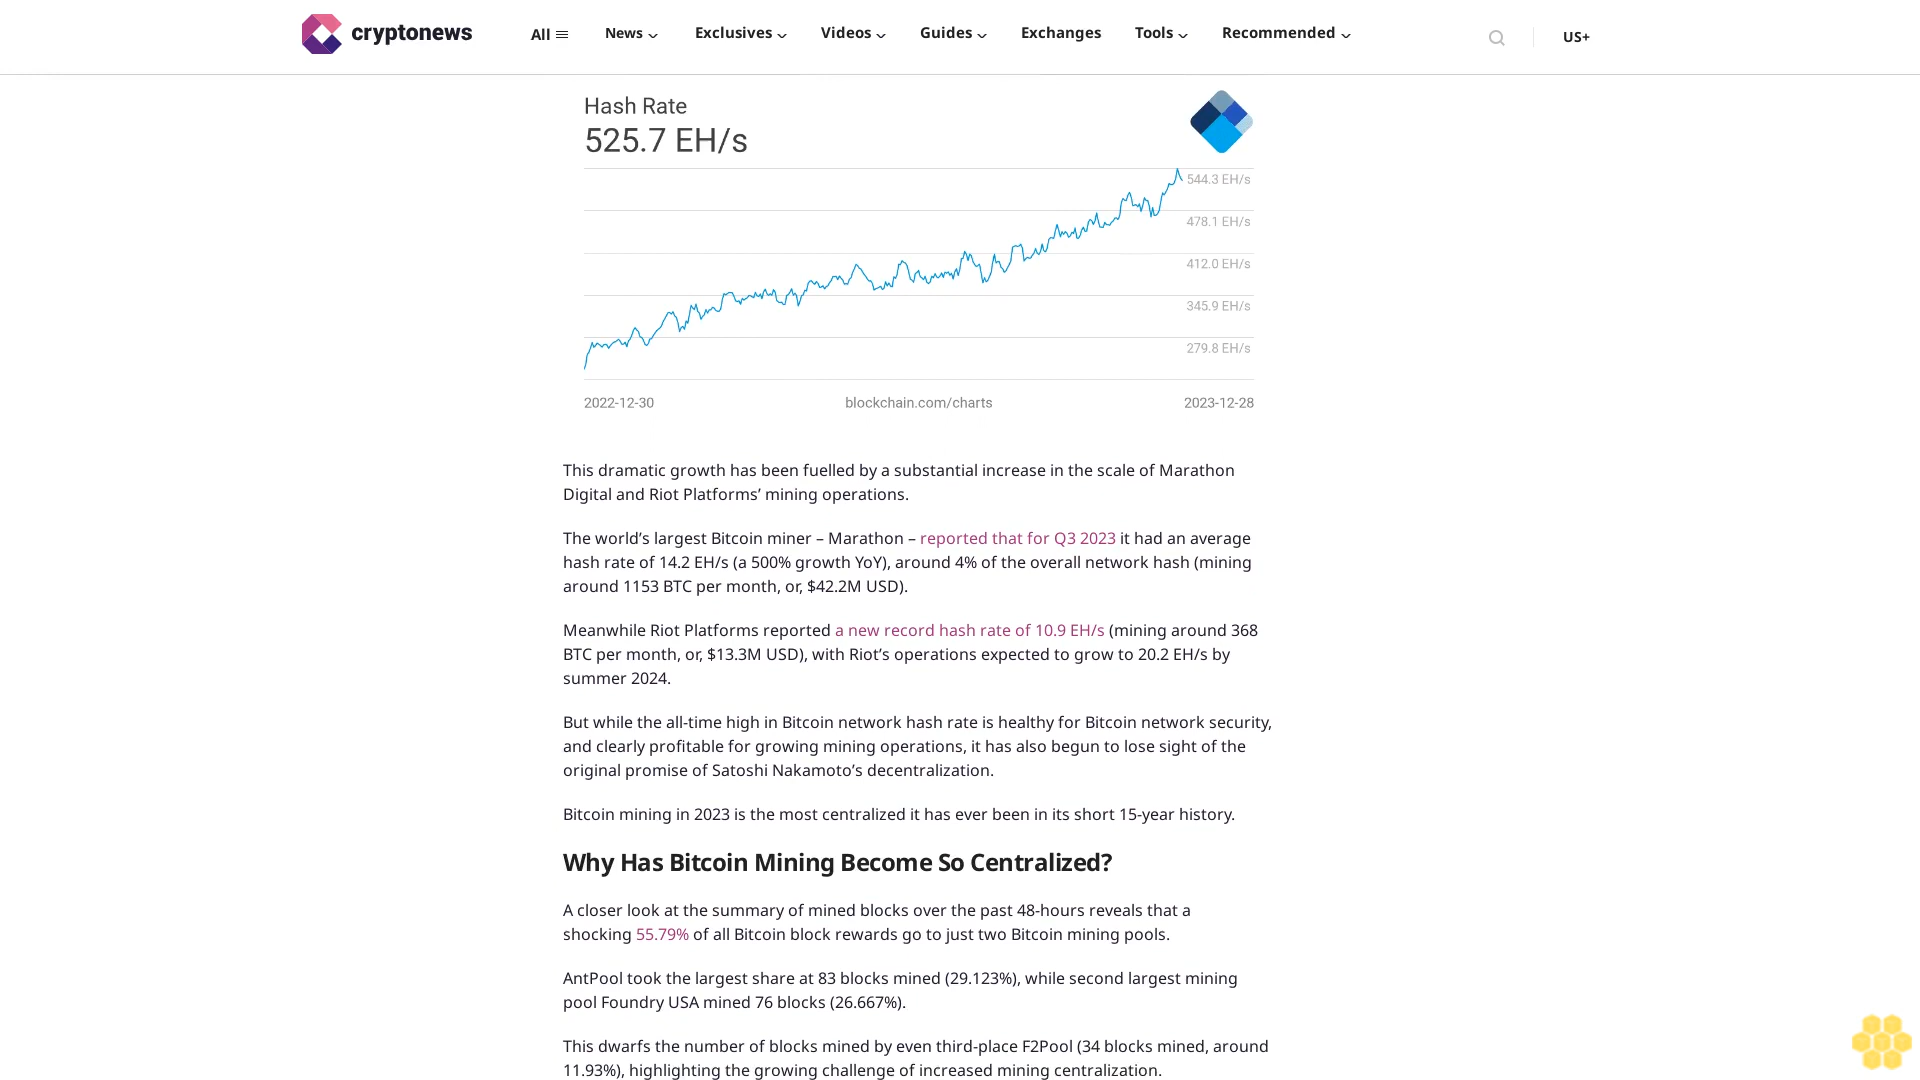 cryptonews
All
News
Exclusives
Videos
Guides
Exchanges
Tools
Recommended
US+
Hash Rate
525.7 EH/s
544.3 EH/s
478.1 EH/s
412.0 EH/s
345.9 EH/s
279.8 EH/s
2022-12-30
blockchain.com/charts
2023-12-28
This dramatic growth has been fuelled by a substantial increase in the scale of Marathon
Digital and Riot Platforms’ mining operations.
The world’s largest Bitcoin miner – Marathon – reported that for Q3 2023 it had an average
hash rate of 14.2 EH/s (a 500% growth YoY), around 4% of the overall network hash (mining
around 1153 BTC per month, or, $42.2M USD).
Meanwhile Riot Platforms reported a new record hash rate of 10.9 EH/s (mining around 368
BTC per month, or, $13.3M USD), with Riot’s operations expected to grow to 20.2 EH/s by
summer 2024.
But while the all-time high in Bitcoin network hash rate is healthy for Bitcoin network security,
and clearly profitable for growing mining operations, it has also begun to lose sight of the
original promise of Satoshi Nakamoto’s decentralization.
Bitcoin mining in 2023 is the most centralized it has ever been in its short 15-year history.
Why Has Bitcoin Mining Become So Centralized?
A closer look at the summary of mined blocks over the past 48-hours reveals that a
shocking 55.79% of all Bitcoin block rewards go to just two Bitcoin mining pools.
AntPool took the largest share at 83 blocks mined (29.123%), while second largest mining
pool Foundry USA mined 76 blocks (26.667%).
This dwarfs the number of blocks mined by even third-place F2Pool (34 blocks mined, around
11.93%), highlighting the growing challenge of increased mining centralization.